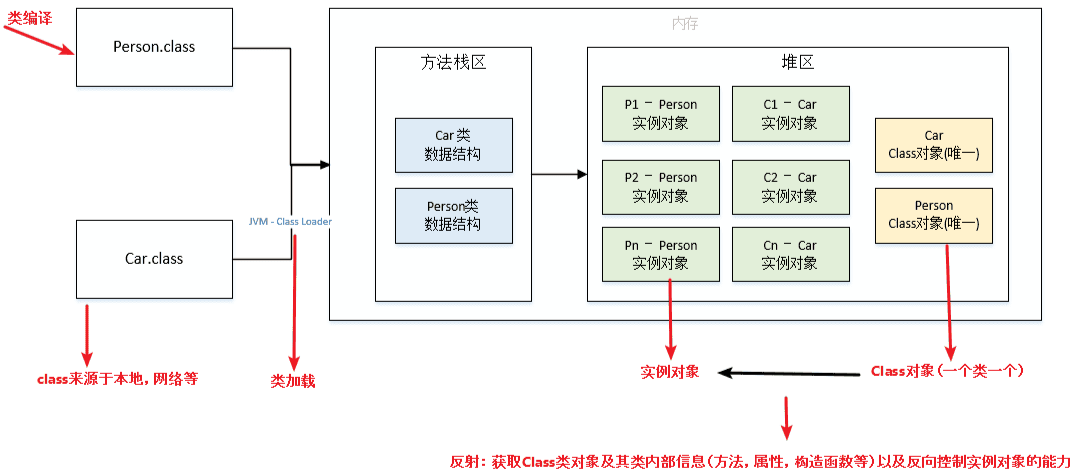 类编译
Person.class
Car.class
JVM - Class Loader
class来源于本地，网络等
类加载
内存
方法栈区
Car 类
数据结构
Person类
数据结构
堆区
P1 － Person
实例对象
C1 － Car
实例对象
P2 － Person
实例对象
C2 － Car
实例对象
Pn － Person
实例对象
Cn － Car
实例对象
Car
Class对象(唯一)
Person
Class对象(唯一)
实例对象
Class对象（一个类一个）
反射：获取Class类对象及其类内部信息（方法，属性，构造函数等）以及反向控制实例对象的能力